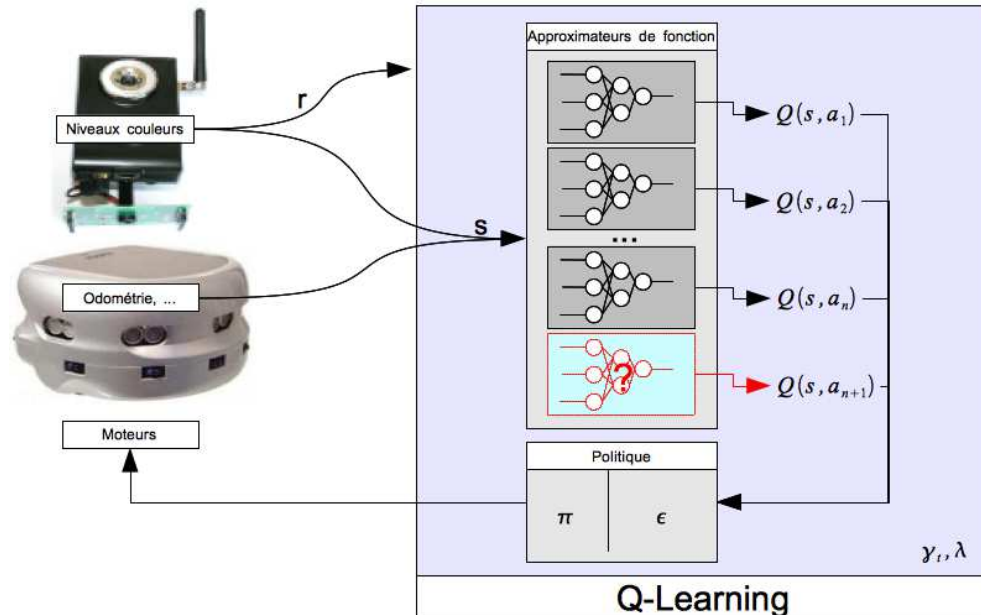 Approximateurs de fonction
r
Niveaux couleurs
Q(s,a₁)
Q(s,a₂)
s
...
Odométrie, ...
Q(s,aₙ)
?
Q(s,aₙ₊₁)
Moteurs
Politique
π
ϵ
γₜ,λ
Q-Learning